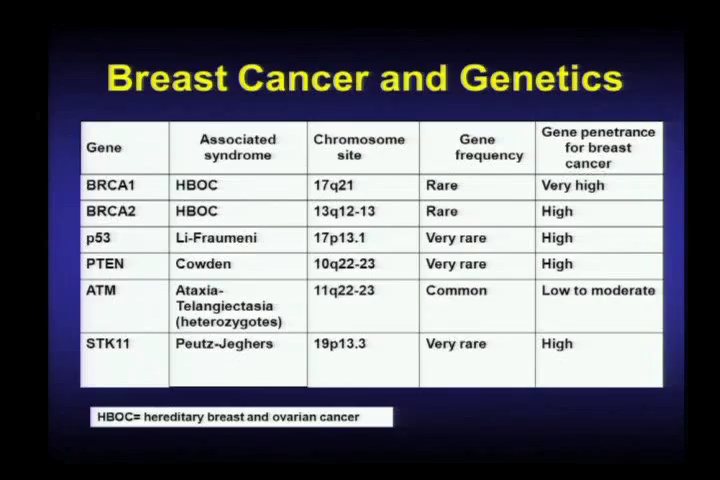 Breast Cancer and Genetics
Gene Associated syndrome Chromosome site Gene frequency Gene penetrance for breast cancer
BRCA1 HBOC 17q21 Rare Very high
BRCA2 HBOC 13q12-13 Rare High
p53 Li-Fraumeni 17p13.1 Very rare High
PTEN Cowden 10q22-23 Very rare High
ATM Ataxia-Telangiectasia (heterozygotes) 11q22-23 Common Low to moderate
STK11 Peutz-Jeghers 19p13.3 Very rare High
HBOC= hereditary breast and ovarian cancer